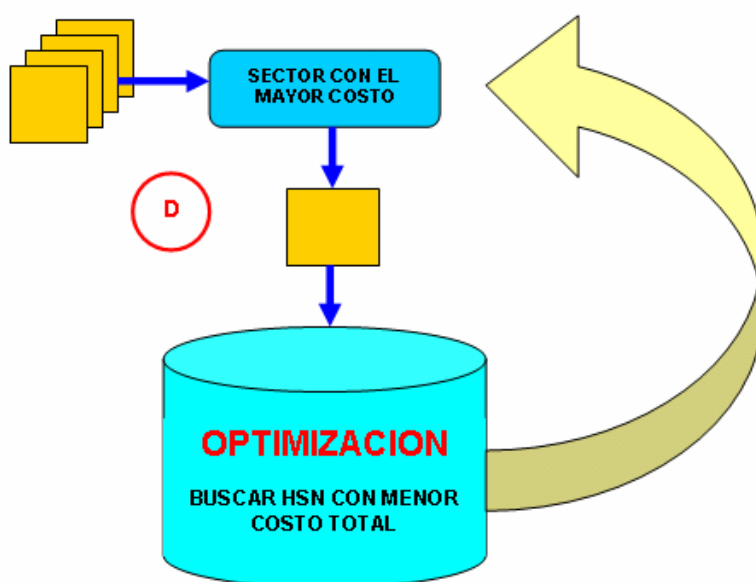 SECTOR CON EL
MAYOR COSTO
D
OPTIMIZACION
BUSCAR HSN CON MENOR
COSTO TOTAL